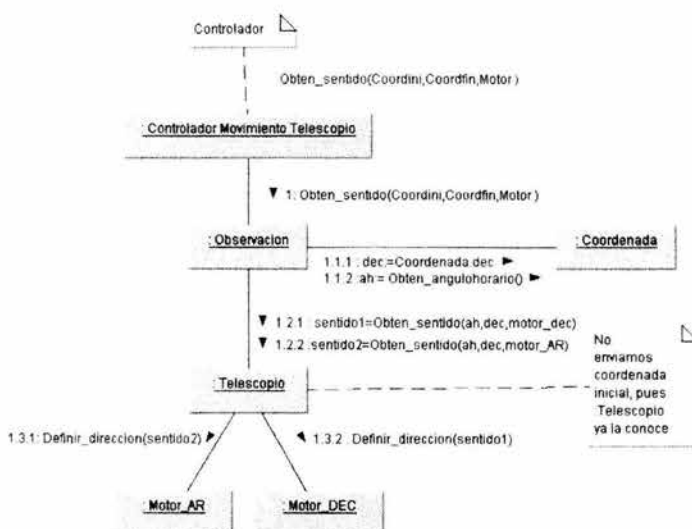 Controlador
Obten_sentido(Coordini,Coordfin,Motor )
: Controlador Movimiento Telescopio
1: Obten_sentido(Coordini,Coordfin,Motor )
: Observacion
: Coordenada
1.1.1 : dec:=Coordenada.dec
1.1.2 :ah:= Obten_angulohorario()
1.2.1 : sentido1=Obten_sentido(ah,dec,motor_dec)
1.2.2 :sentido2=Obten_sentido(ah,dec,motor_AR)
No
enviamos
coordenada
inicial, pues
Telescopio
ya la conoce
: Telescopio
1.3.1: Definir_direccion(sentido2)
1.3.2 : Definir_direccion(sentido1)
: Motor_AR
: Motor_DEC